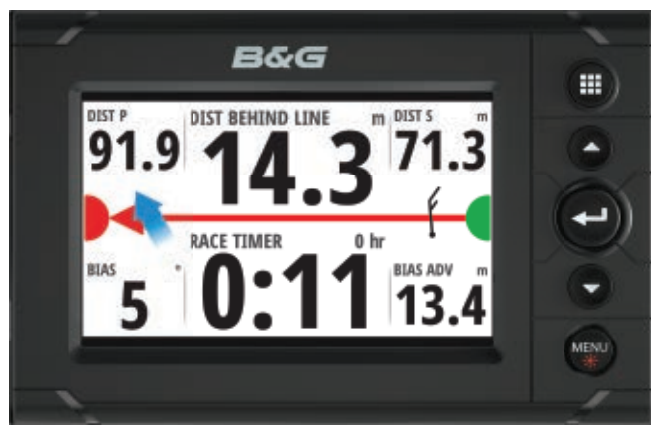 B&G
DIST P
DIST BEHIND LINE m
DIST S m
91.9
14.3
71.3
RACE TIMER 0 hr
BIAS °
BIAS ADV m
5
0:11
13.4
MENU